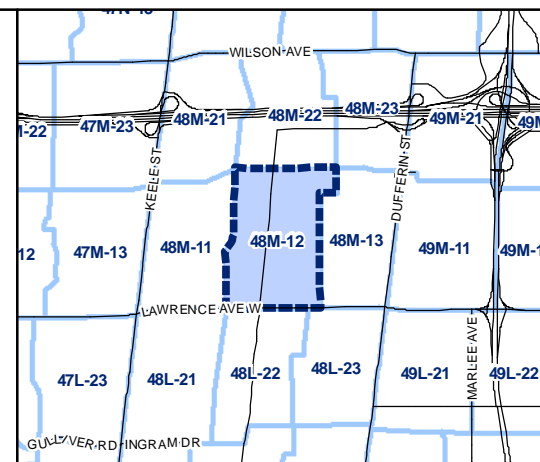 WILSON AVE
M-22 47M-23 48M-21 48M-22 48M-23 49M-21 49M
KEELE ST
DUFFERIN ST
12 47M-13 48M-11 48M-12 48M-13 49M-11 49M-1
LAWRENCE AVE W
MARLEE AVE
47L-23 48L-21 48L-22 48L-23 49L-21 49L-22
GULLIVER RD INGRAM DR